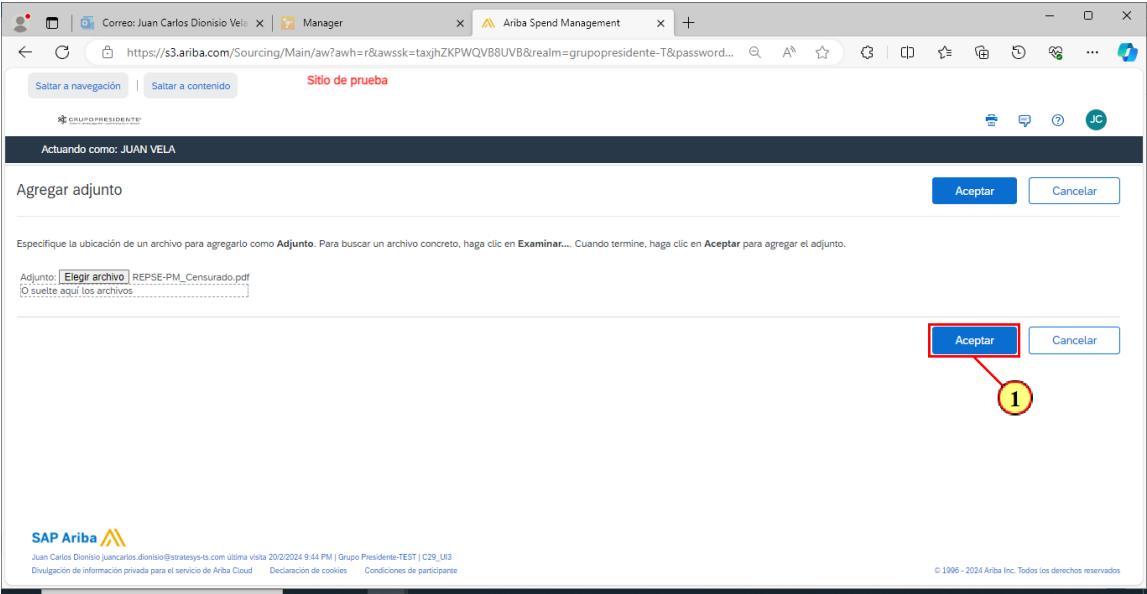 Correo: Juan Carlos Dionisio Vela
Manager
Ariba Spend Management
https://s3.ariba.com/Sourcing/Main/aw?awh=r&awssk=taxjhZKPWQVB8UVB&realm=grupopresidente-T&password...
Saltar a navegación
Saltar a contenido
Sitio de prueba
GRUPOPRESIDENTE
JC
Actuando como: JUAN VELA
Agregar adjunto
Aceptar
Cancelar
Especifique la ubicación de un archivo para agregarlo como Adjunto. Para buscar un archivo concreto, haga clic en Examinar.... Cuando termine, haga clic en Aceptar para agregar el adjunto.
Adjunto: Elegir archivo REPSE-PM_Censurado.pdf
O suelte aquí los archivos
Aceptar
Cancelar
1
SAP Ariba
Juan Carlos Dionisio juancarlos.dionisio@stratesys-ts.com última visita 20/2/2024 9:44 PM | Grupo Presidente-TEST | C29_UI3
Divulgación de información privada para el servicio de Ariba Cloud Declaración de cookies Condiciones de participante
© 1996 - 2024 Ariba Inc. Todos los derechos reservados